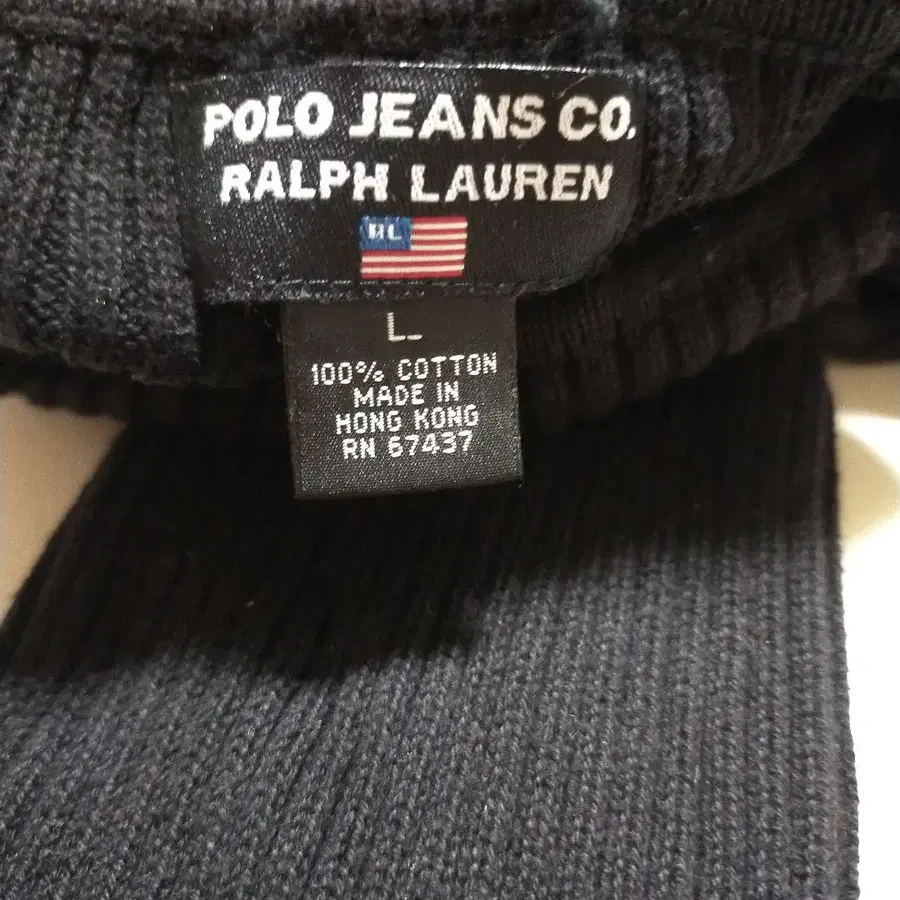 POLO JEANS CO.
RALPH LAUREN
RL
L
100% COTTON
MADE IN
HONG KONG
RN 67437